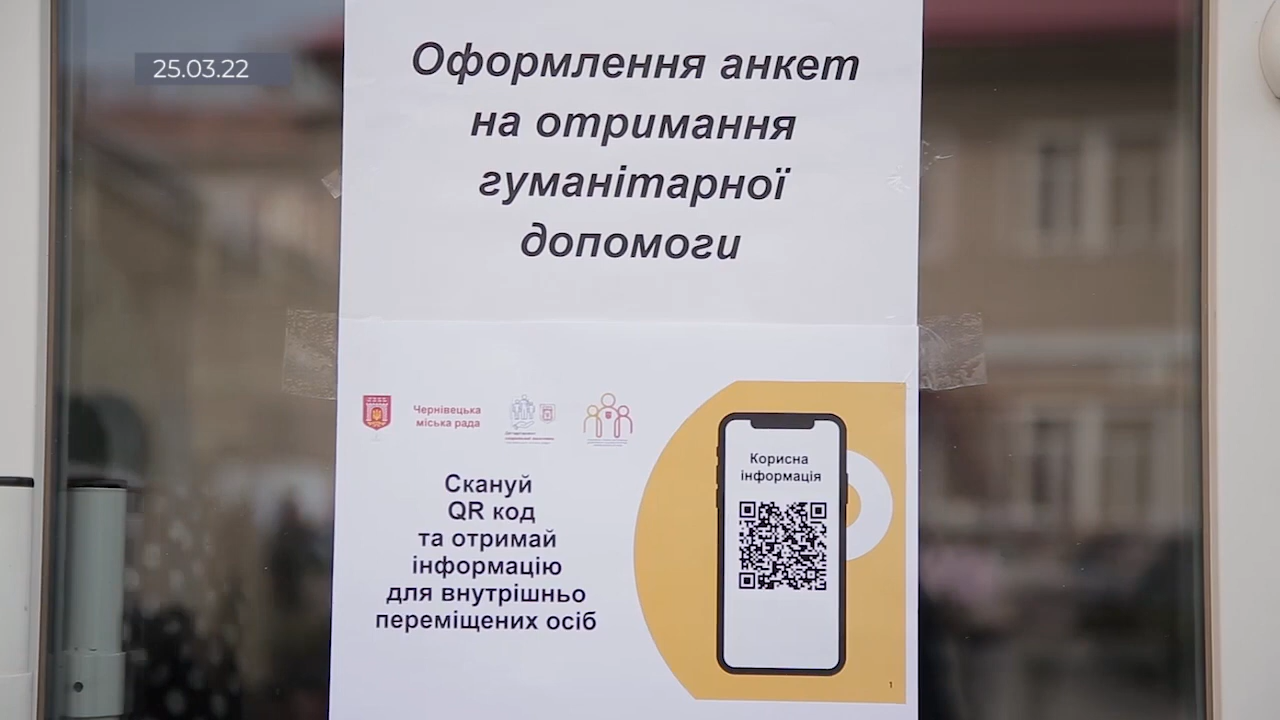 25.03.22
Оформлення анкет
на отримання
гуманітарної
допомоги
Чернівецька
міська рада
Скануй
QR код
та отримай
інформацію
для внутрішньо
переміщених осіб
Корисна
інформація
1